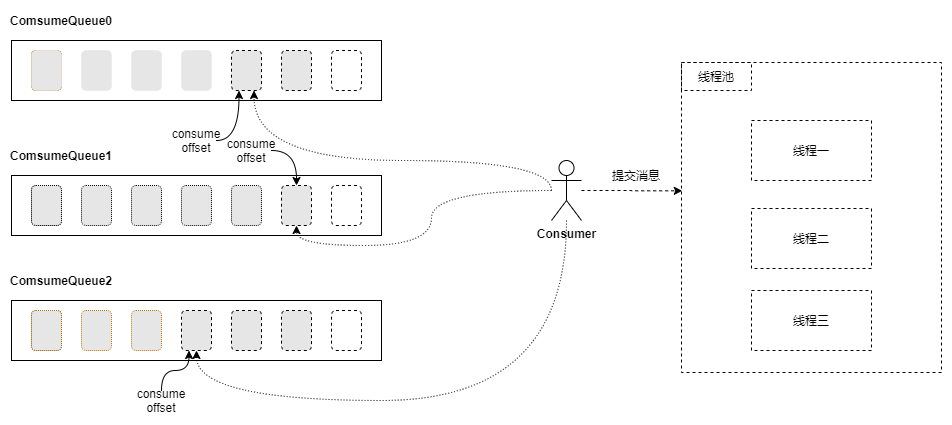 ComsumeQueue0
consume
offset
consume
offset
ComsumeQueue1
ComsumeQueue2
consume
offset
Consumer
提交消息
线程池
线程一
线程二
线程三